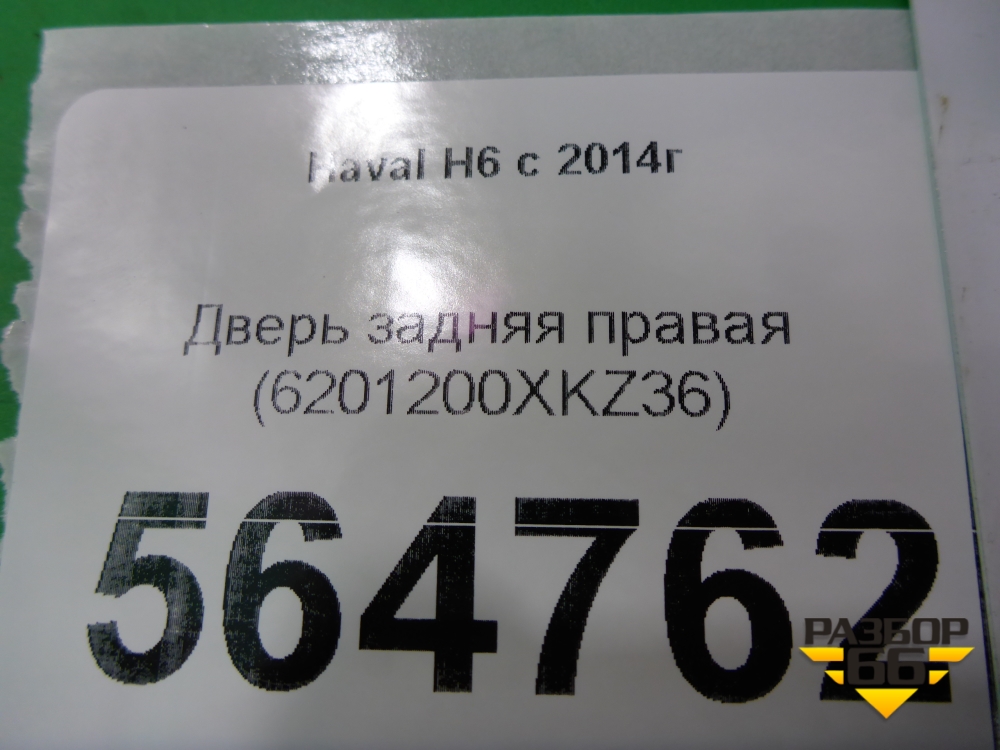 Haval H6 с 2014г
Дверь задняя правая
(6201200XKZ36)
564762
РАЗБОР
66